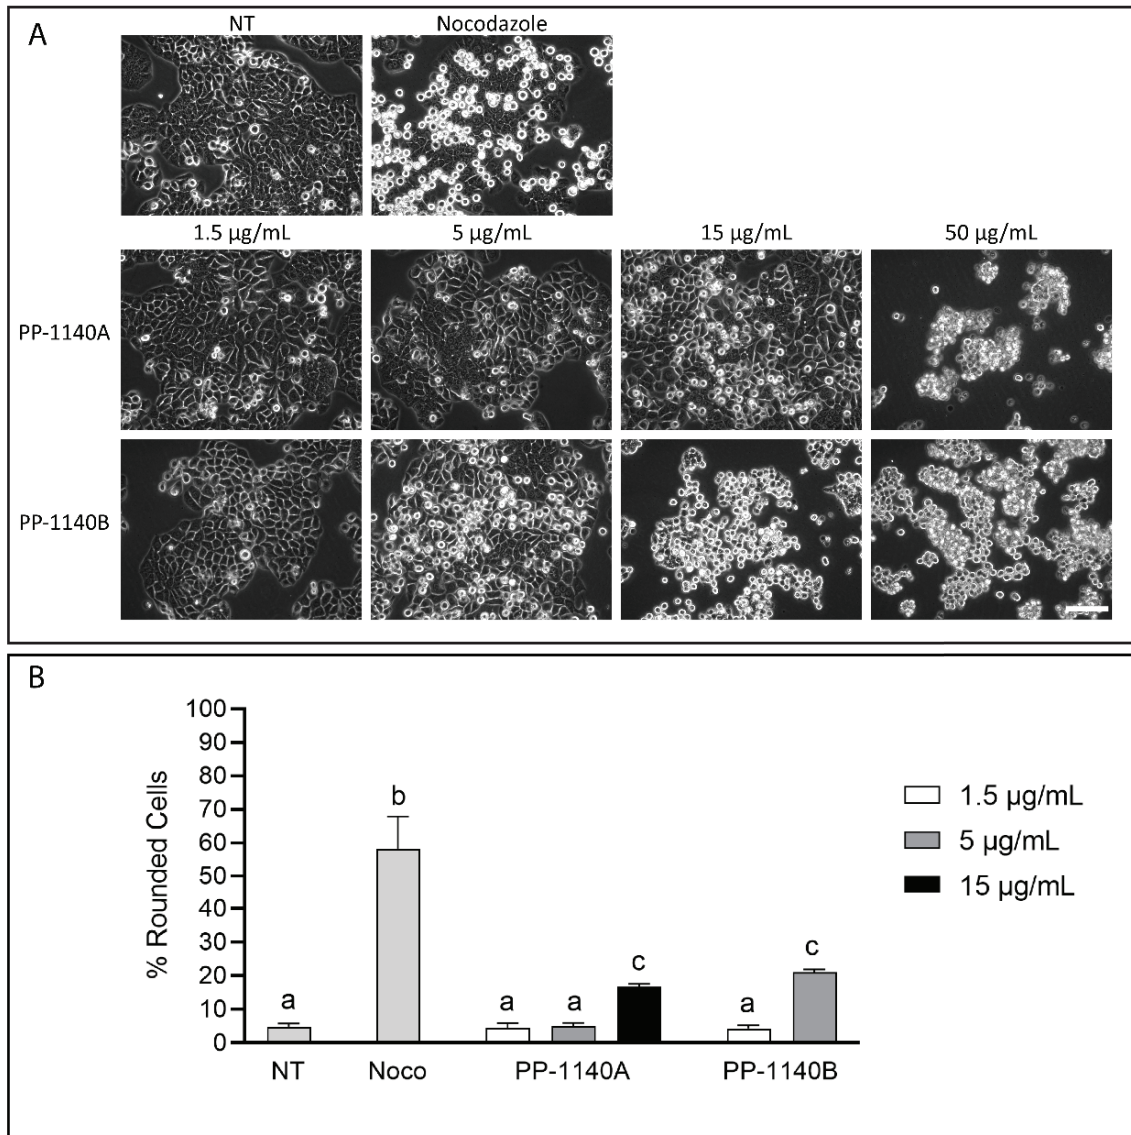 A
NT Nocodazole
1.5 µg/mL 5 µg/mL 15 µg/mL 50 µg/mL
PP-1140A
PP-1140B
B
% Rounded Cells
100
90
80
70
60
50
40
30
20
10
0
a b a a c a c
NT Noco PP-1140A PP-1140B
1.5 µg/mL
5 µg/mL
15 µg/mL